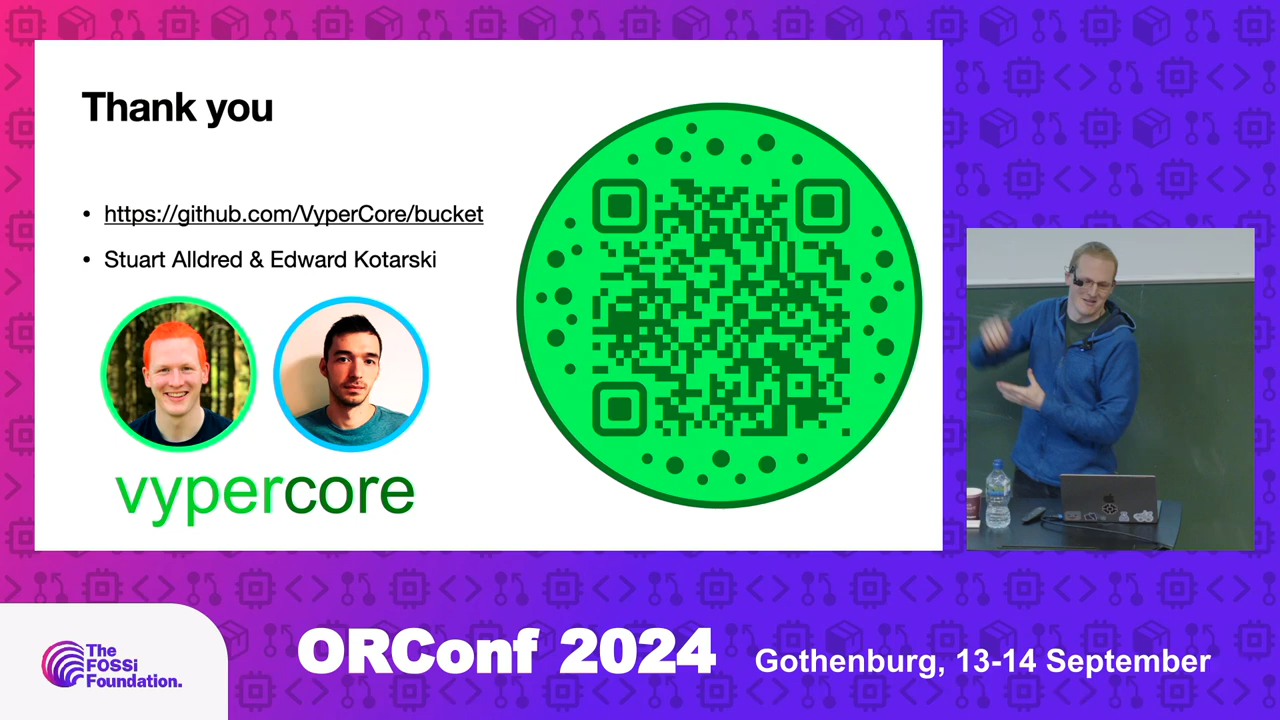 Thank you
• https://github.com/VyperCore/bucket
• Stuart Alldred & Edward Kotarski
vypercore
The
FOSSi
Foundation.
ORConf 2024
Gothenburg, 13-14 September